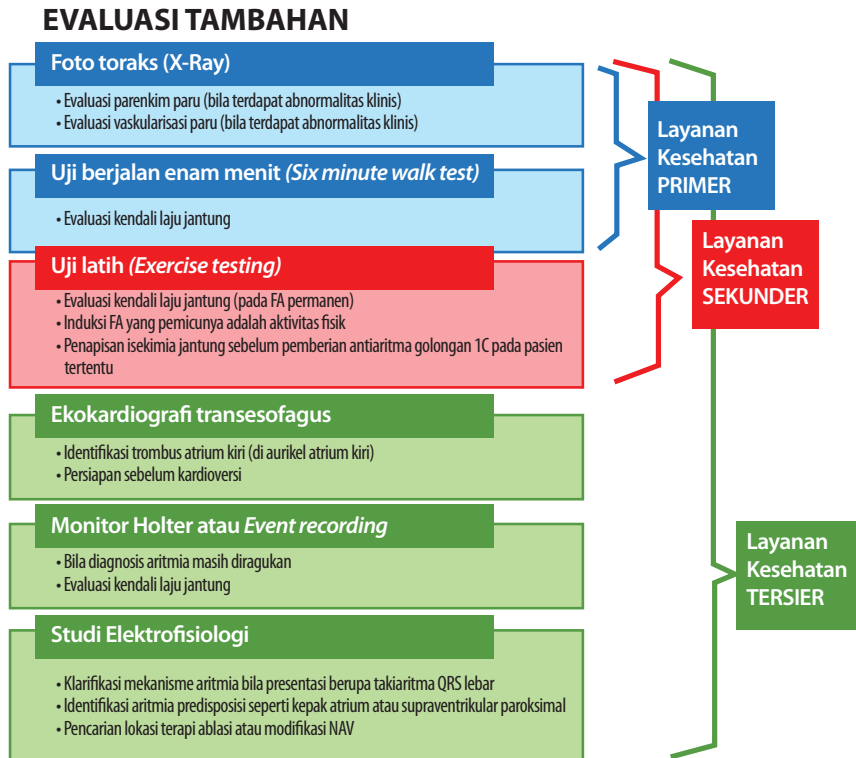 EVALUASI TAMBAHAN
Foto toraks (X-Ray)
• Evaluasi parenkim paru (bila terdapat abnormalitas klinis)
• Evaluasi vaskularisasi paru (bila terdapat abnormalitas klinis)
Uji berjalan enam menit (Six minute walk test)
• Evaluasi kendali laju jantung
Uji latih (Exercise testing)
• Evaluasi kendali laju jantung (pada FA permanen)
• Induksi FA yang pemicunya adalah aktivitas fisik
• Penapisan isekimia jantung sebelum pemberian antiaritma golongan 1C pada pasien
tertentu
Ekokardiografi transesofagus
• Identifikasi trombus atrium kiri (di aurikel atrium kiri)
• Persiapan sebelum kardioversi
Monitor Holter atau Event recording
• Bila diagnosis aritmia masih diragukan
• Evaluasi kendali laju jantung
Studi Elektrofisiologi
• Klarifikasi mekanisme aritmia bila presentasi berupa takiaritma QRS lebar
• Identifikasi aritmia predisposisi seperti kepak atrium atau supraventrikular paroksimal
• Pencarian lokasi terapi ablasi atau modifikasi NAV
Layanan
Kesehatan
PRIMER
Layanan
Kesehatan
SEKUNDER
Layanan
Kesehatan
TERSIER